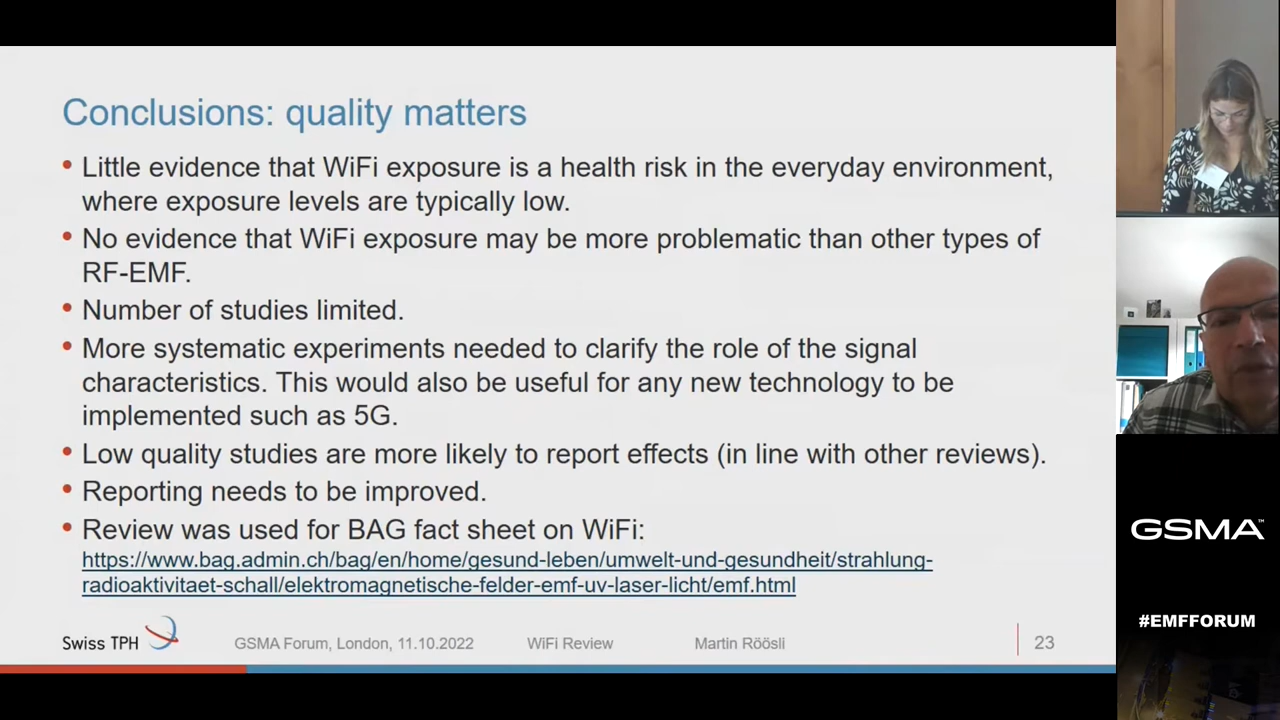 Conclusions: quality matters
• Little evidence that WiFi exposure is a health risk in the everyday environment,
where exposure levels are typically low.
• No evidence that WiFi exposure may be more problematic than other types of
RF-EMF.
• Number of studies limited.
• More systematic experiments needed to clarify the role of the signal
characteristics. This would also be useful for any new technology to be
implemented such as 5G.
• Low quality studies are more likely to report effects (in line with other reviews).
• Reporting needs to be improved.
• Review was used for BAG fact sheet on WiFi:
https://www.bag.admin.ch/bag/en/home/gesund-leben/umwelt-und-gesundheit/strahlung-
radioaktivitaet-schall/elektromagnetische-felder-emf-uv-laser-licht/emf.html
Swiss TPH
GSMA Forum, London, 11.10.2022
WiFi Review
Martin Röösli
23
GSMA™
#EMFFORUM